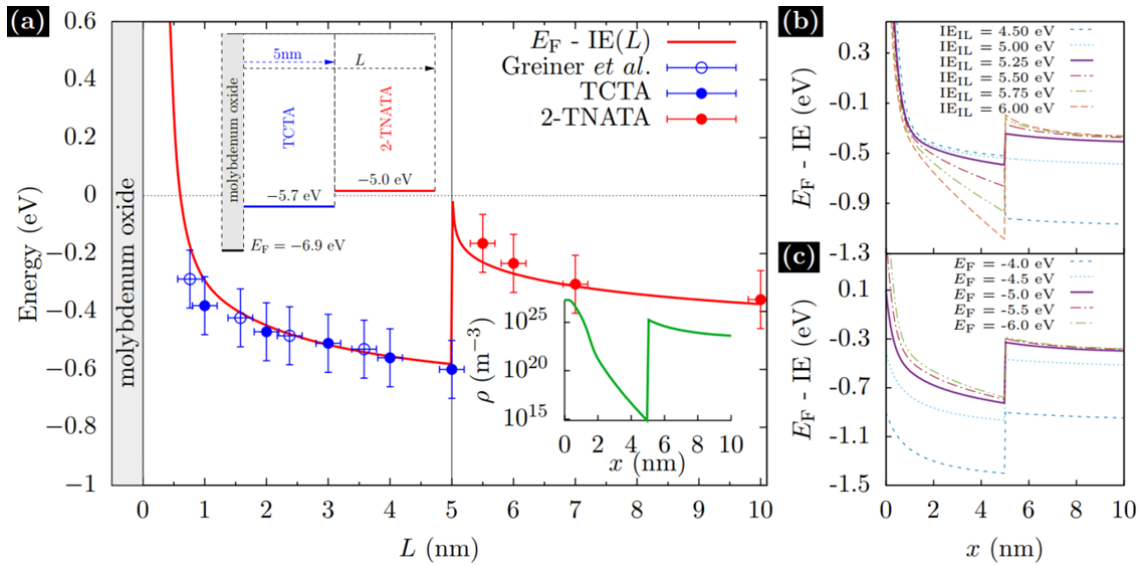 (a)
E_F - IE(L)
Greiner et al.
TCTA
2-TNATA
5nm
L
molybdenum oxide
TCTA
2-TNATA
−5.7 eV
−5.0 eV
E_F = −6.9 eV
molybdenum oxide
Energy (eV)
0.6
0.4
0.2
0
−0.2
−0.4
−0.6
−0.8
−1
0 1 2 3 4 5 6 7 8 9 10
L (nm)
ρ (m⁻³)
10²⁵
10²⁰
10¹⁵
0 2 4 6 8 10
x (nm)
(b)
IE_IL = 4.50 eV
IE_IL = 5.00 eV
IE_IL = 5.25 eV
IE_IL = 5.50 eV
IE_IL = 5.75 eV
IE_IL = 6.00 eV
E_F - IE (eV)
0.3
-0.1
-0.5
-0.9
-1.3
(c)
E_F = -4.0 eV
E_F = -4.5 eV
E_F = -5.0 eV
E_F = -5.5 eV
E_F = -6.0 eV
E_F - IE (eV)
0.1
-0.3
-0.7
-1.1
-1.5
0 2 4 6 8 10
x (nm)